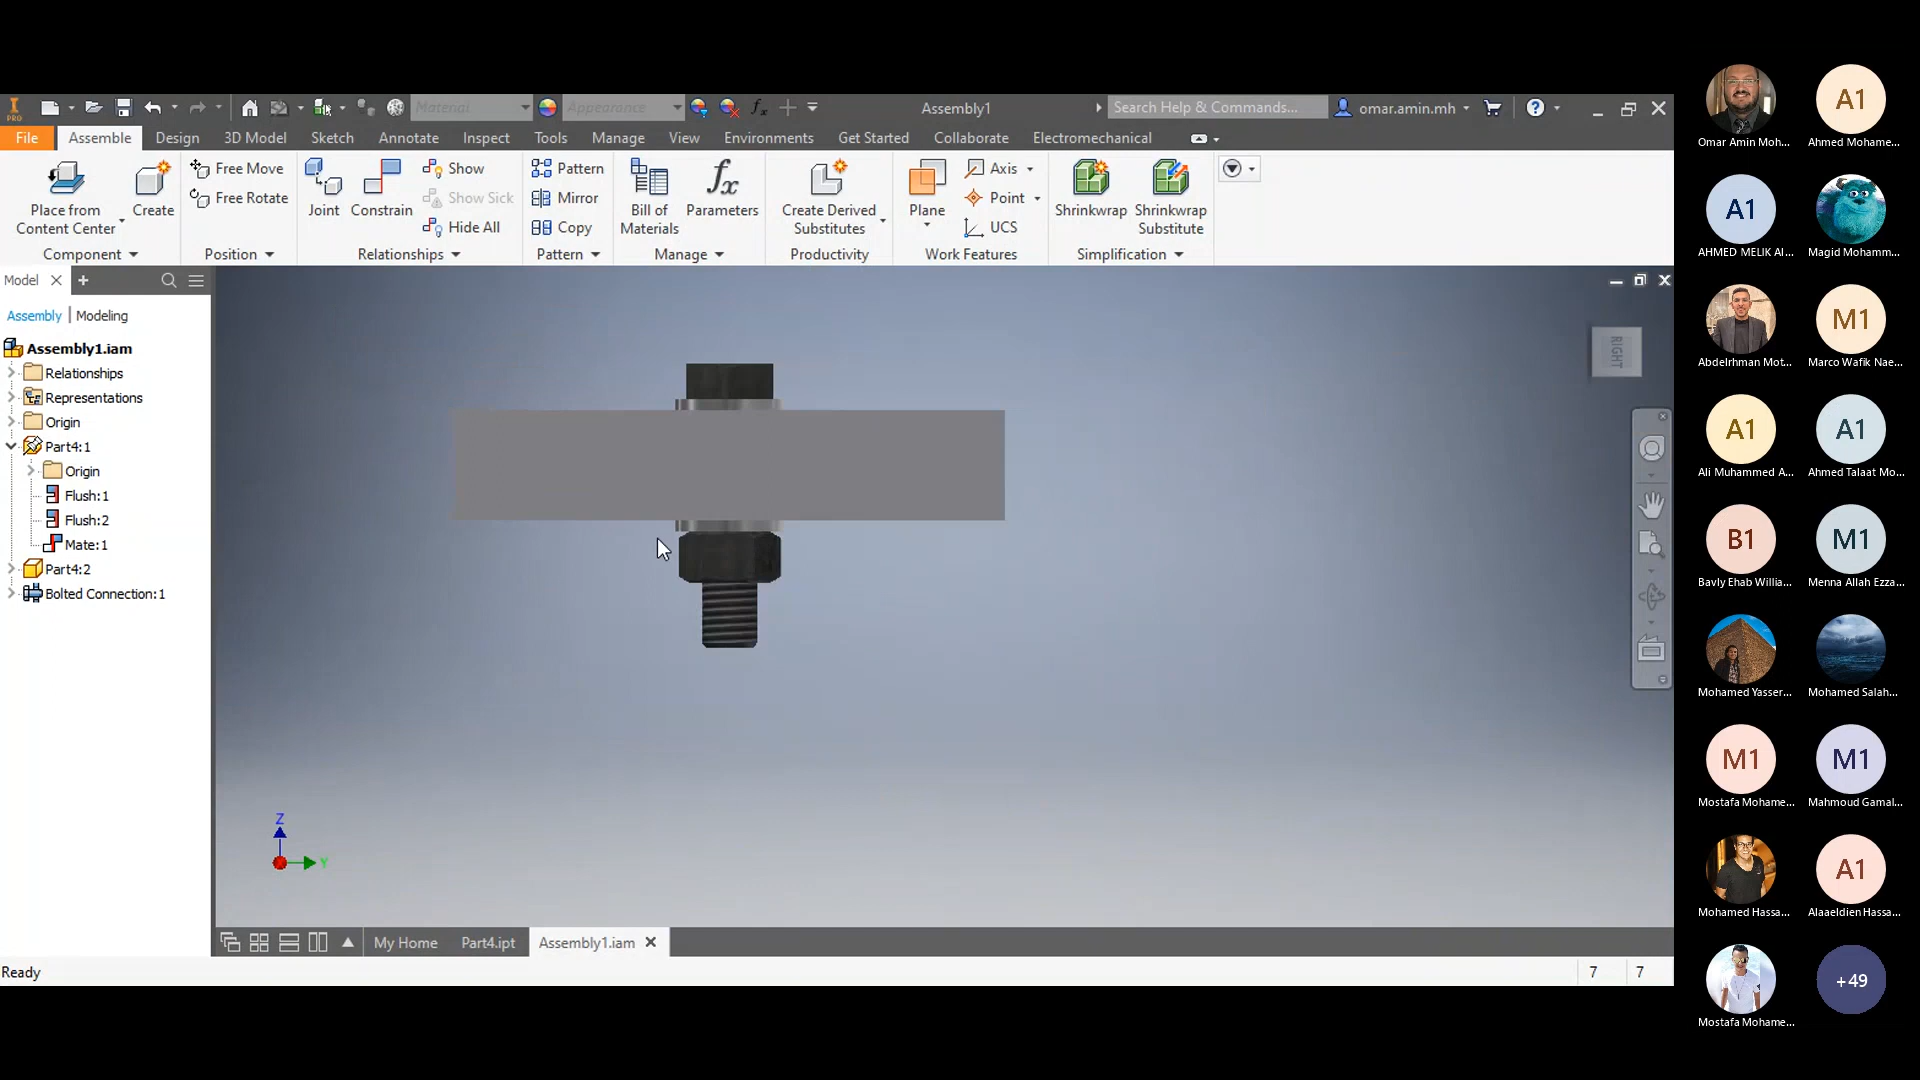 PRO
Material
Appearance
Assembly1
Search Help & Commands...
omar.amin.mh
File
Assemble
Design
3D Model
Sketch
Annotate
Inspect
Tools
Manage
View
Environments
Get Started
Collaborate
Electromechanical
Place from
Content Center
Create
Free Move
Free Rotate
Joint
Constrain
Show
Show Sick
Hide All
Pattern
Mirror
Copy
Bill of
Materials
fx
Parameters
Create Derived
Substitutes
Plane
Axis
Point
UCS
Shrinkwrap
Shrinkwrap
Substitute
Component
Position
Relationships
Pattern
Manage
Productivity
Work Features
Simplification
Model
Assembly | Modeling
Assembly1.iam
Relationships
Representations
Origin
Part4:1
Origin
Flush:1
Flush:2
Mate:1
Part4:2
Bolted Connection:1
RIGHT
Z
Y
My Home
Part4.ipt
Assembly1.iam
Ready
7
7
Omar Amin Moh...
A1
Ahmed Mohame...
A1
AHMED MELIK Al...
Magid Mohamm...
Abdelrhman Mot...
M1
Marco Wafik Nae...
A1
Ali Muhammed A...
A1
Ahmed Talaat Mo...
B1
Bavly Ehab Willia...
M1
Menna Allah Ezza...
Mohamed Yasser...
Mohamed Salah...
M1
Mostafa Mohame...
M1
Mahmoud Gamal...
Mohamed Hassa...
A1
Alaaeldien Hassa...
Mostafa Mohame...
+49